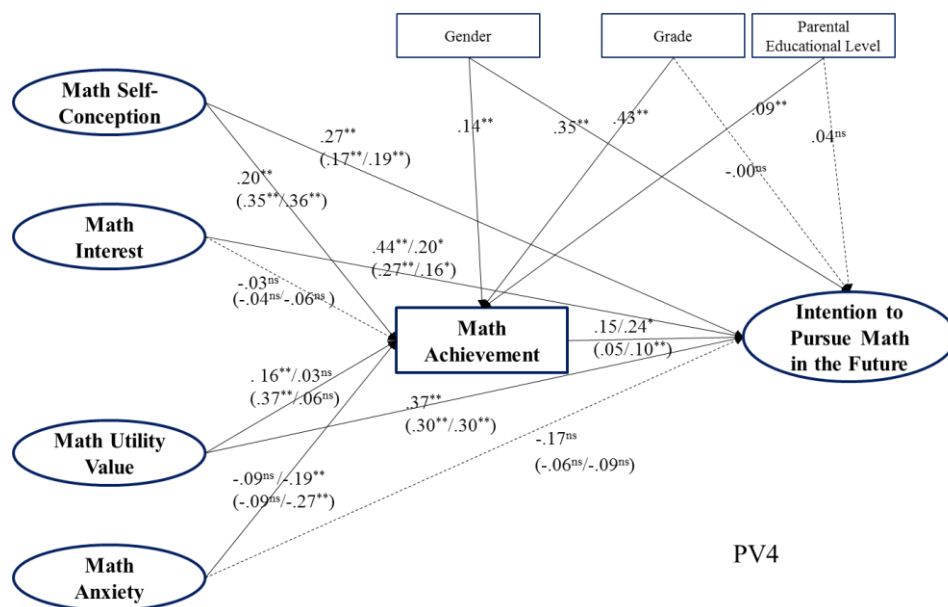 Gender
Grade
Parental
Educational Level
Math Self-
Conception
.27**
(.17**/.19**)
.14**
.35**
.43**
.09**
.04ns
-.00ns
.20**
(.35**/.36**)
Math
Interest
.44**/.20*
(.27**/.16*)
-.03ns
(-.04ns/-.06ns)
Math
Achievement
.15/.24*
(.05/.10**)
Intention to
Pursue Math
in the Future
. 16**/.03ns
(.37**/.06ns)
.37**
(.30**/.30**)
Math Utility
Value
-.17ns
(-.06ns/-.09ns)
-.09ns/-.19**
(-.09ns/-.27**)
Math
Anxiety
PV4